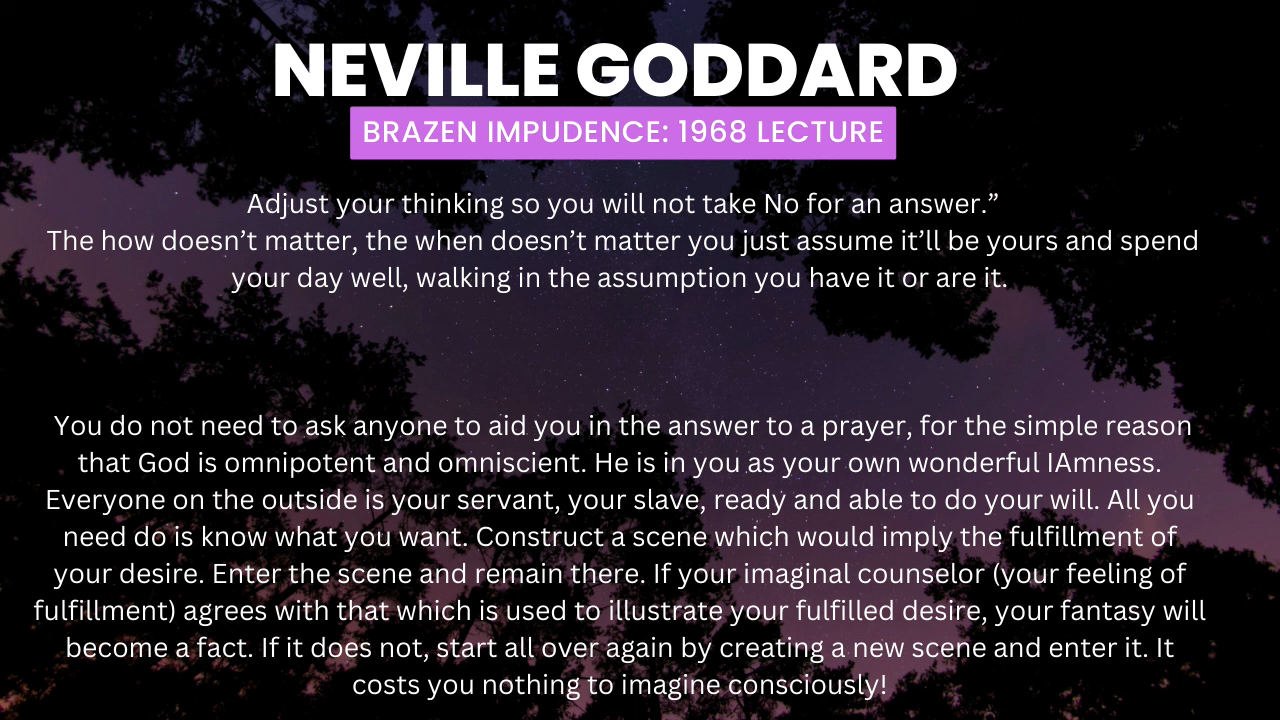 NEVILLE GODDARD
BRAZEN IMPUDENCE: 1968 LECTURE
Adjust your thinking so you will not take No for an answer.”
The how doesn’t matter, the when doesn’t matter you just assume it’ll be yours and spend
your day well, walking in the assumption you have it or are it.
You do not need to ask anyone to aid you in the answer to a prayer, for the simple reason
that God is omnipotent and omniscient. He is in you as your own wonderful IAmness.
Everyone on the outside is your servant, your slave, ready and able to do your will. All you
need do is know what you want. Construct a scene which would imply the fulfillment of
your desire. Enter the scene and remain there. If your imaginal counselor (your feeling of
fulfillment) agrees with that which is used to illustrate your fulfilled desire, your fantasy will
become a fact. If it does not, start all over again by creating a new scene and enter it. It
costs you nothing to imagine consciously!